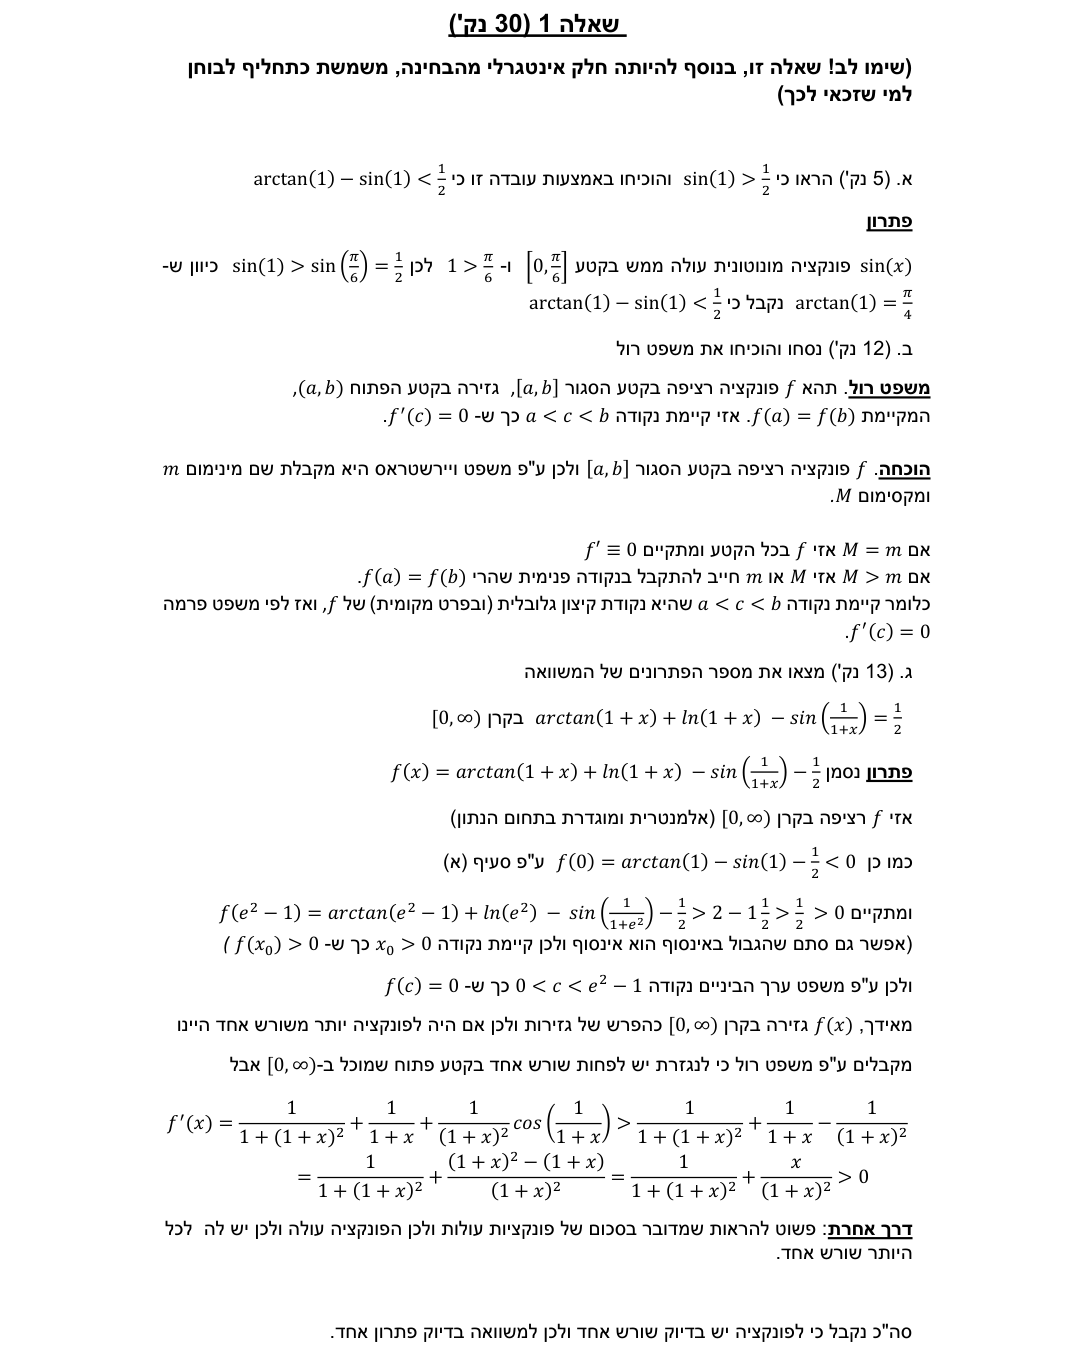 שאלה 1 (30 נק')
(שימו לב! שאלה זו, בנוסף להיותה חלק אינטגרלי מהבחינה, משמשת כתחליף לבוחן
למי שזכאי לכך)
א. (5 נק') הראו כי sin(1) > 1/2 והוכיחו באמצעות עובדה זו כי arctan(1) − sin(1) < 1/2
פתרון
sin(x) פונקציה מונוטונית עולה ממש בקטע [0, π/6] ו- 1 > π/6 לכן sin(1) > sin(π/6) = 1/2 כיוון ש-
arctan(1) = π/4 נקבל כי arctan(1) − sin(1) < 1/2
ב. (12 נק') נסחו והוכיחו את משפט רול
משפט רול. תהא f פונקציה רציפה בקטע הסגור [a, b], גזירה בקטע הפתוח (a, b),
המקיימת f(a) = f(b). אזי קיימת נקודה a < c < b כך ש- f′(c) = 0.
הוכחה. f פונקציה רציפה בקטע הסגור [a, b] ולכן ע"פ משפט ויירשטראס היא מקבלת שם מינימום m
ומקסימום M.
אם M = m אזי f בכל הקטע ומתקיים f′ ≡ 0
אם M > m אזי M או m חייב להתקבל בנקודה פנימית שהרי f(a) = f(b).
כלומר קיימת נקודה a < c < b שהיא נקודת קיצון גלובלית (ובפרט מקומית) של f, ואז לפי משפט פרמה
f′(c) = 0.
ג. (13 נק') מצאו את מספר הפתרונים של המשוואה
arctan(1 + x) + ln(1 + x) − sin(1/(1+x)) = 1/2 בקרן [0, ∞)
פתרון נסמן f(x) = arctan(1 + x) + ln(1 + x) − sin(1/(1+x)) − 1/2
אזי f רציפה בקרן [0, ∞) (אלמנטרית ומוגדרת בתחום הנתון)
כמו כן f(0) = arctan(1) − sin(1) − 1/2 < 0 ע"פ סעיף (א)
ומתקיים f(e² − 1) = arctan(e² − 1) + ln(e²) − sin(1/(1+e²)) − 1/2 > 2 − 1 1/2 > 1/2 > 0
(אפשר גם סתם שהגבול באינסוף הוא אינסוף ולכן קיימת נקודה x₀ > 0 כך ש- f(x₀) > 0 )
ולכן ע"פ משפט ערך הביניים נקודה 0 < c < e² − 1 כך ש- f(c) = 0
מאידך, f(x) גזירה בקרן [0, ∞) כהפרש של גזירות ולכן אם היה לפונקציה יותר משורש אחד היינו
מקבלים ע"פ משפט רול כי לנגזרת יש לפחות שורש אחד בקטע פתוח שמוכל ב-[0, ∞) אבל
f′(x) = 1/(1 + (1 + x)²) + 1/(1 + x) + 1/(1 + x)² cos(1/(1 + x)) > 1/(1 + (1 + x)²) + 1/(1 + x) − 1/(1 + x)²
= 1/(1 + (1 + x)²) + ((1 + x)² − (1 + x))/(1 + x)² = 1/(1 + (1 + x)²) + x/(1 + x)² > 0
דרך אחרת: פשוט להראות שמדובר בסכום של פונקציות עולות ולכן הפונקציה עולה ולכן יש לה לכל
היותר שורש אחד.
סה"כ נקבל כי לפונקציה יש בדיוק שורש אחד ולכן למשוואה בדיוק פתרון אחד.